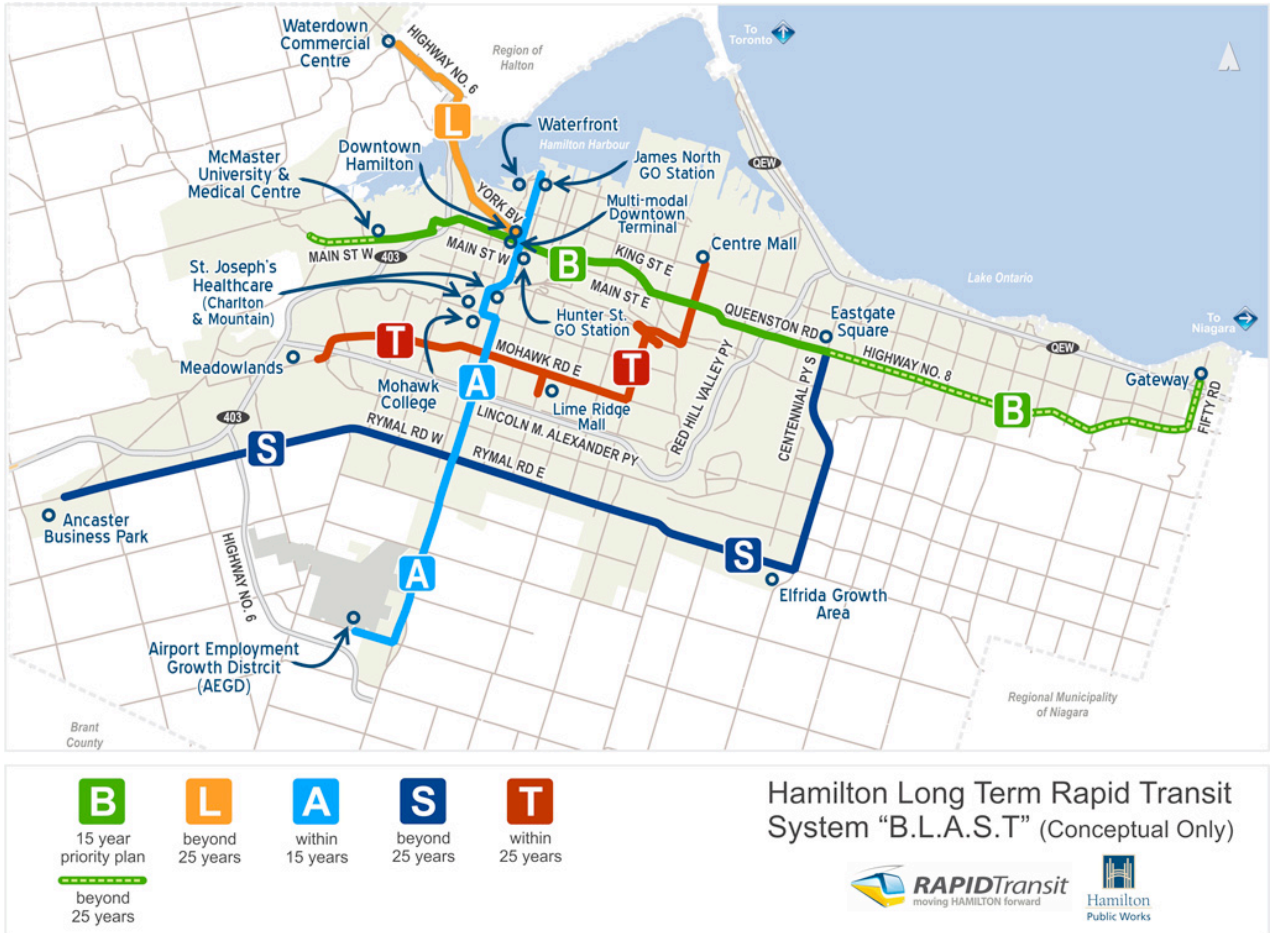 Waterdown
Commercial
Centre
HIGHWAY NO. 6
Region of
Halton
To
Toronto
L
Waterfront
Hamilton Harbour
Downtown
Hamilton
James North
GO Station
QEW
McMaster
University &
Medical Centre
YORK BV
Multi-modal
Downtown
Terminal
Centre Mall
MAIN ST W
403
MAIN ST W
B
KING ST E
Lake Ontario
St. Joseph's
Healthcare
(Charlton
& Mountain)
MAIN ST E
Hunter St.
GO Station
QUEENSTON RD
Eastgate
Square
To
Niagara
T
MOHAWK RD E
T
HIGHWAY NO. 8
QEW
Meadowlands
Mohawk
College
A
Lime Ridge
Mall
RED HILL VALLEY PY
CENTENNIAL PY S
B
Gateway
FIFTY RD
403
LINCOLN M. ALEXANDER PY
S
RYMAL RD W
RYMAL RD E
Ancaster
Business Park
HIGHWAY NO. 6
A
S
Elfrida Growth
Area
Airport Employment
Growth Distrcit
(AEGD)
Regional Municipality
of Niagara
Brant
County
B
15 year
priority plan
beyond
25 years
L
beyond
25 years
A
within
15 years
S
beyond
25 years
T
within
25 years
Hamilton Long Term Rapid Transit
System “B.L.A.S.T” (Conceptual Only)
RAPIDTransit
moving HAMILTON forward
Hamilton
Public Works